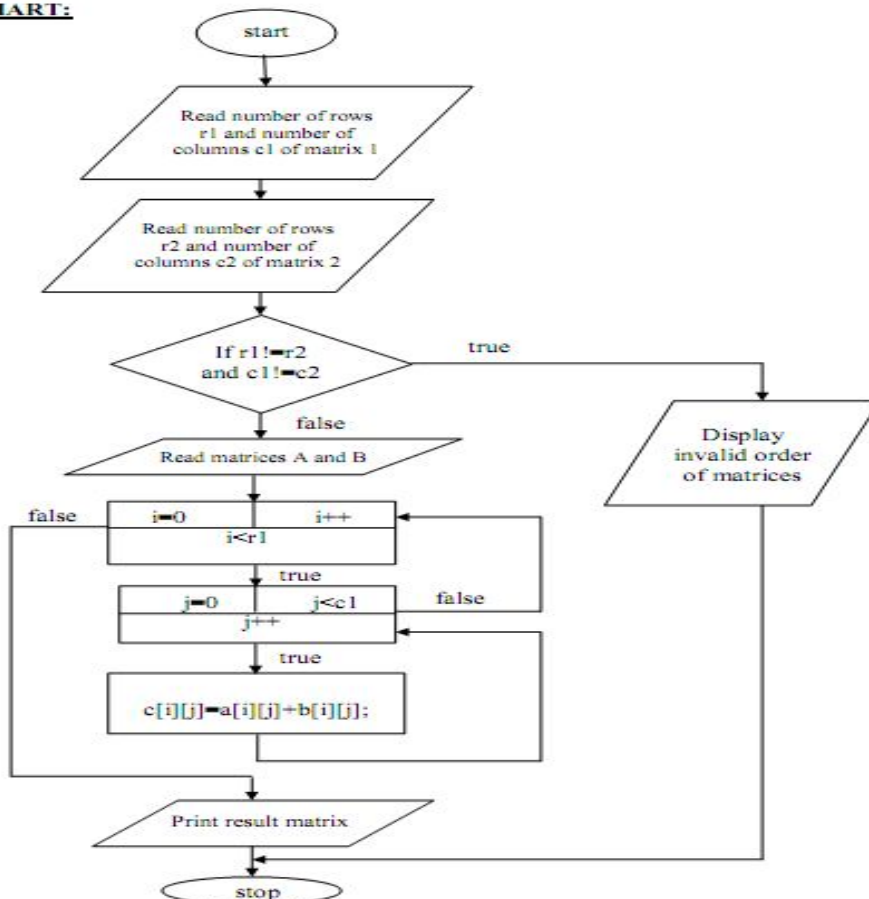 HART:
start
Read number of rows
r1 and number of
columns c1 of matrix 1
Read number of rows
r2 and number of
columns c2 of matrix 2
If r1!=r2
and c1!=c2
true
false
Display
invalid order
of matrices
Read matrices A and B
false
i=0 i++
i<r1
true
j=0 j<c1
false
j++
true
c[i][j]=a[i][j]+b[i][j];
Print result matrix
stop